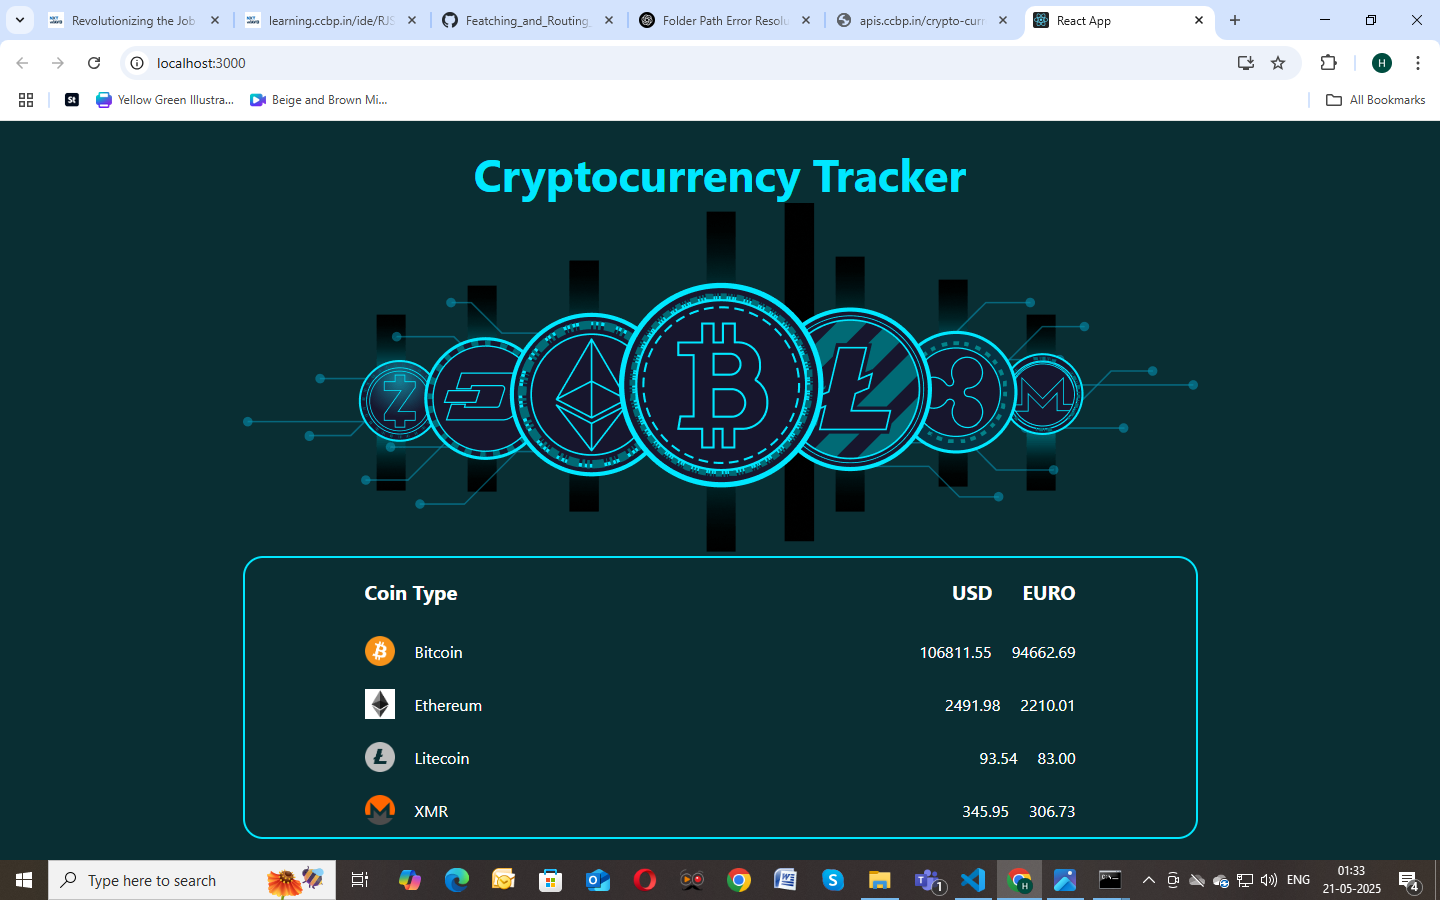 Revolutionizing the Job
learning.ccbp.in/ide/RJS
Featching_and_Routing_
Folder Path Error Resolu
apis.ccbp.in/crypto-curr
React App
localhost:3000
H
St
Yellow Green Illustra...
Beige and Brown Mi...
All Bookmarks
Cryptocurrency Tracker
Coin Type USD EURO
Bitcoin 106811.55 94662.69
Ethereum 2491.98 2210.01
Litecoin 93.54 83.00
XMR 345.95 306.73
Type here to search
1
ENG
01:33
21-05-2025
4